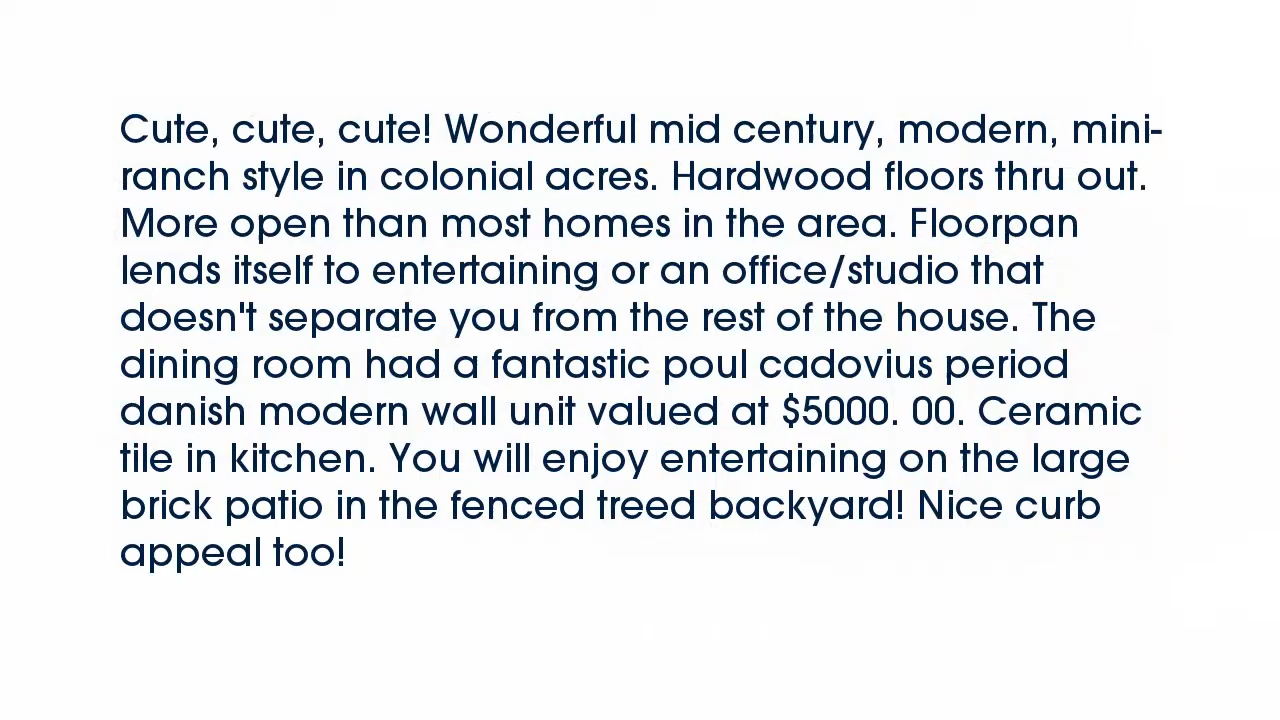 Cute, cute, cute! Wonderful mid century, modern, mini-
ranch style in colonial acres. Hardwood floors thru out.
More open than most homes in the area. Floorpan
lends itself to entertaining or an office/studio that
doesn't separate you from the rest of the house. The
dining room had a fantastic poul cadovius period
danish modern wall unit valued at $5000. 00. Ceramic
tile in kitchen. You will enjoy entertaining on the large
brick patio in the fenced treed backyard! Nice curb
appeal too!